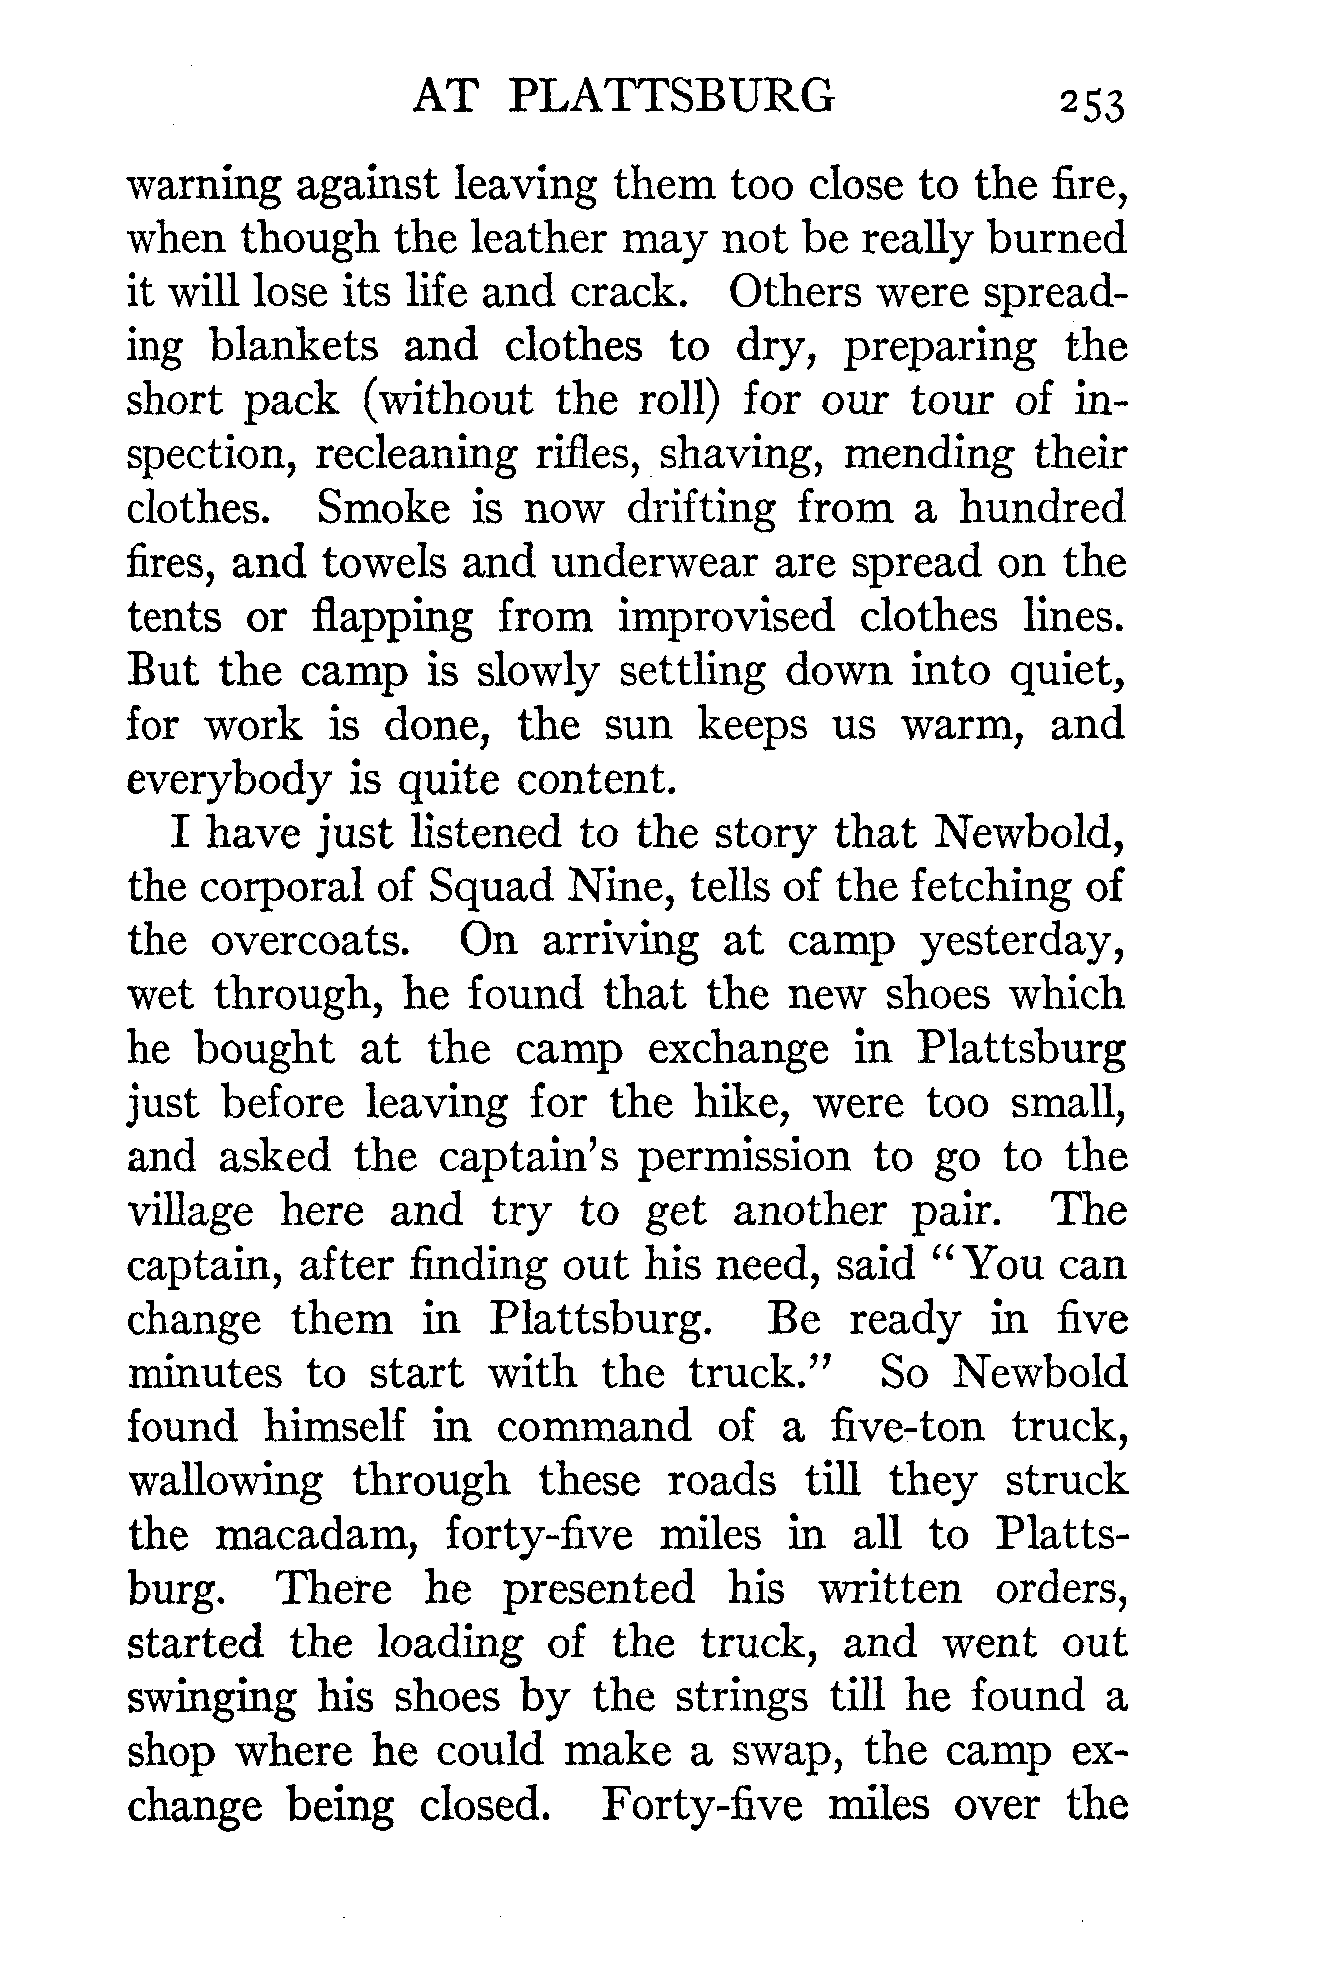 AT PLATTSBURG 253
warning against leaving them too close to the fire,
when though the leather may not be really burned
it will lose its life and crack. Others were spread-
ing blankets and clothes to dry, preparing the
short pack (without the roll) for our tour of in-
spection, recleaning rifles, shaving, mending their
clothes. Smoke is now drifting from a hundred
fires, and towels and underwear are spread on the
tents or flapping from improvised clothes lines.
But the camp is slowly settling down into quiet,
for work is done, the sun keeps us warm, and
everybody is quite content.
I have just listened to the story that Newbold,
the corporal of Squad Nine, tells of the fetching of
the overcoats. On arriving at camp yesterday,
wet through, he found that the new shoes which
he bought at the camp exchange in Plattsburg
just before leaving for the hike, were too small,
and asked the captain's permission to go to the
village here and try to get another pair. The
captain, after finding out his need, said "You can
change them in Plattsburg. Be ready in five
minutes to start with the truck." So Newbold
found himself in command of a five-ton truck,
wallowing through these roads till they struck
the macadam, forty-five miles in all to Platts-
burg. There he presented his written orders,
started the loading of the truck, and went out
swinging his shoes by the strings till he found a
shop where he could make a swap, the camp ex-
change being closed. Forty-five miles over the